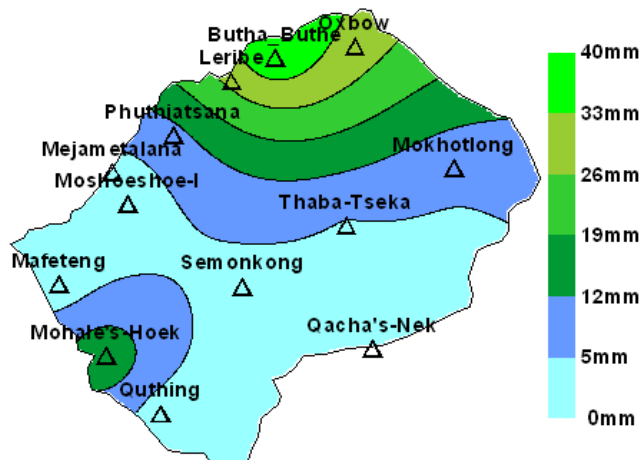 Oxbow
Butha_Buthe
Leribe
Phuthiatsana
Mokhotlong
Mejametalana
Moshoeshoe-I
Thaba-Tseka
Mafeteng
Semonkong
Mohale's-Hoek
Qacha's-Nek
Quthing
40mm
33mm
26mm
19mm
12mm
5mm
0mm